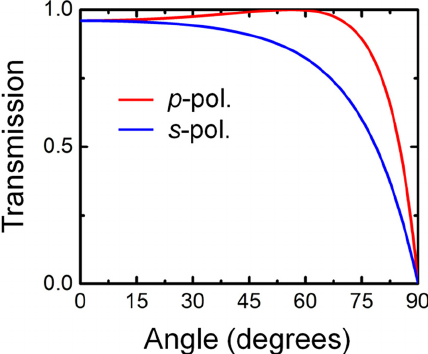 1.0
0.5
0.0
Transmission
p-pol.
s-pol.
0 15 30 45 60 75 90
Angle (degrees)